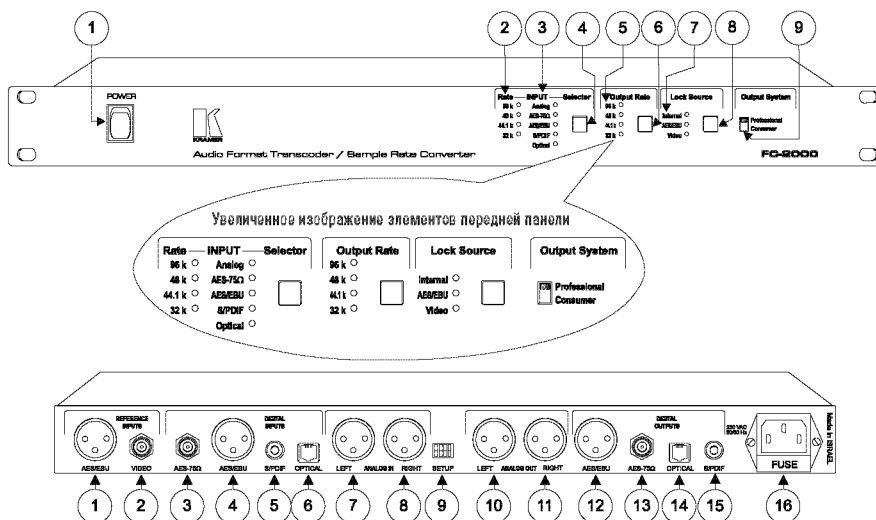 1 2 3 4 5 6 7 8 9
POWER
Rate INPUT Selector Output Rate Lock Source Output System
96 k Analog 96 k
48 k AES-75Ω 48 k Internal Professional
44.1 k AES/EBU 44.1 k AES/EBU Consumer
32 k S/PDIF 32 k Video
Optical
KRAMER
Audio Format Transcoder / Sample Rate Converter FC-2000
Увеличенное изображение элементов передней панели
Rate INPUT Selector Output Rate Lock Source Output System
96 k Analog 96 k
48 k AES-75Ω 48 k Internal Professional
44.1 k AES/EBU 44.1 k AES/EBU Consumer
32 k S/PDIF 32 k Video
Optical
REFERENCE INPUTS DIGITAL INPUTS DIGITAL OUTPUTS
230 VAC
50/60 Hz
Made in ISRAEL
FUSE
AES/EBU VIDEO AES-75Ω AES/EBU S/PDIF OPTICAL LEFT ANALOG IN RIGHT SETUP LEFT ANALOG OUT RIGHT AES/EBU AES-75Ω OPTICAL S/PDIF
1 2 3 4 5 6 7 8 9 10 11 12 13 14 15 16